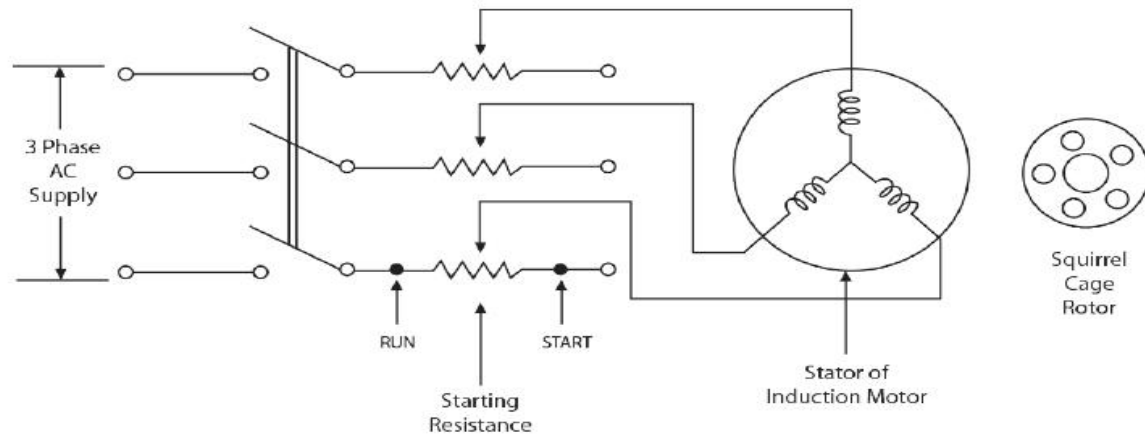 3 Phase
AC
Supply
RUN
START
Starting
Resistance
Stator of
Induction Motor
Squirrel
Cage
Rotor